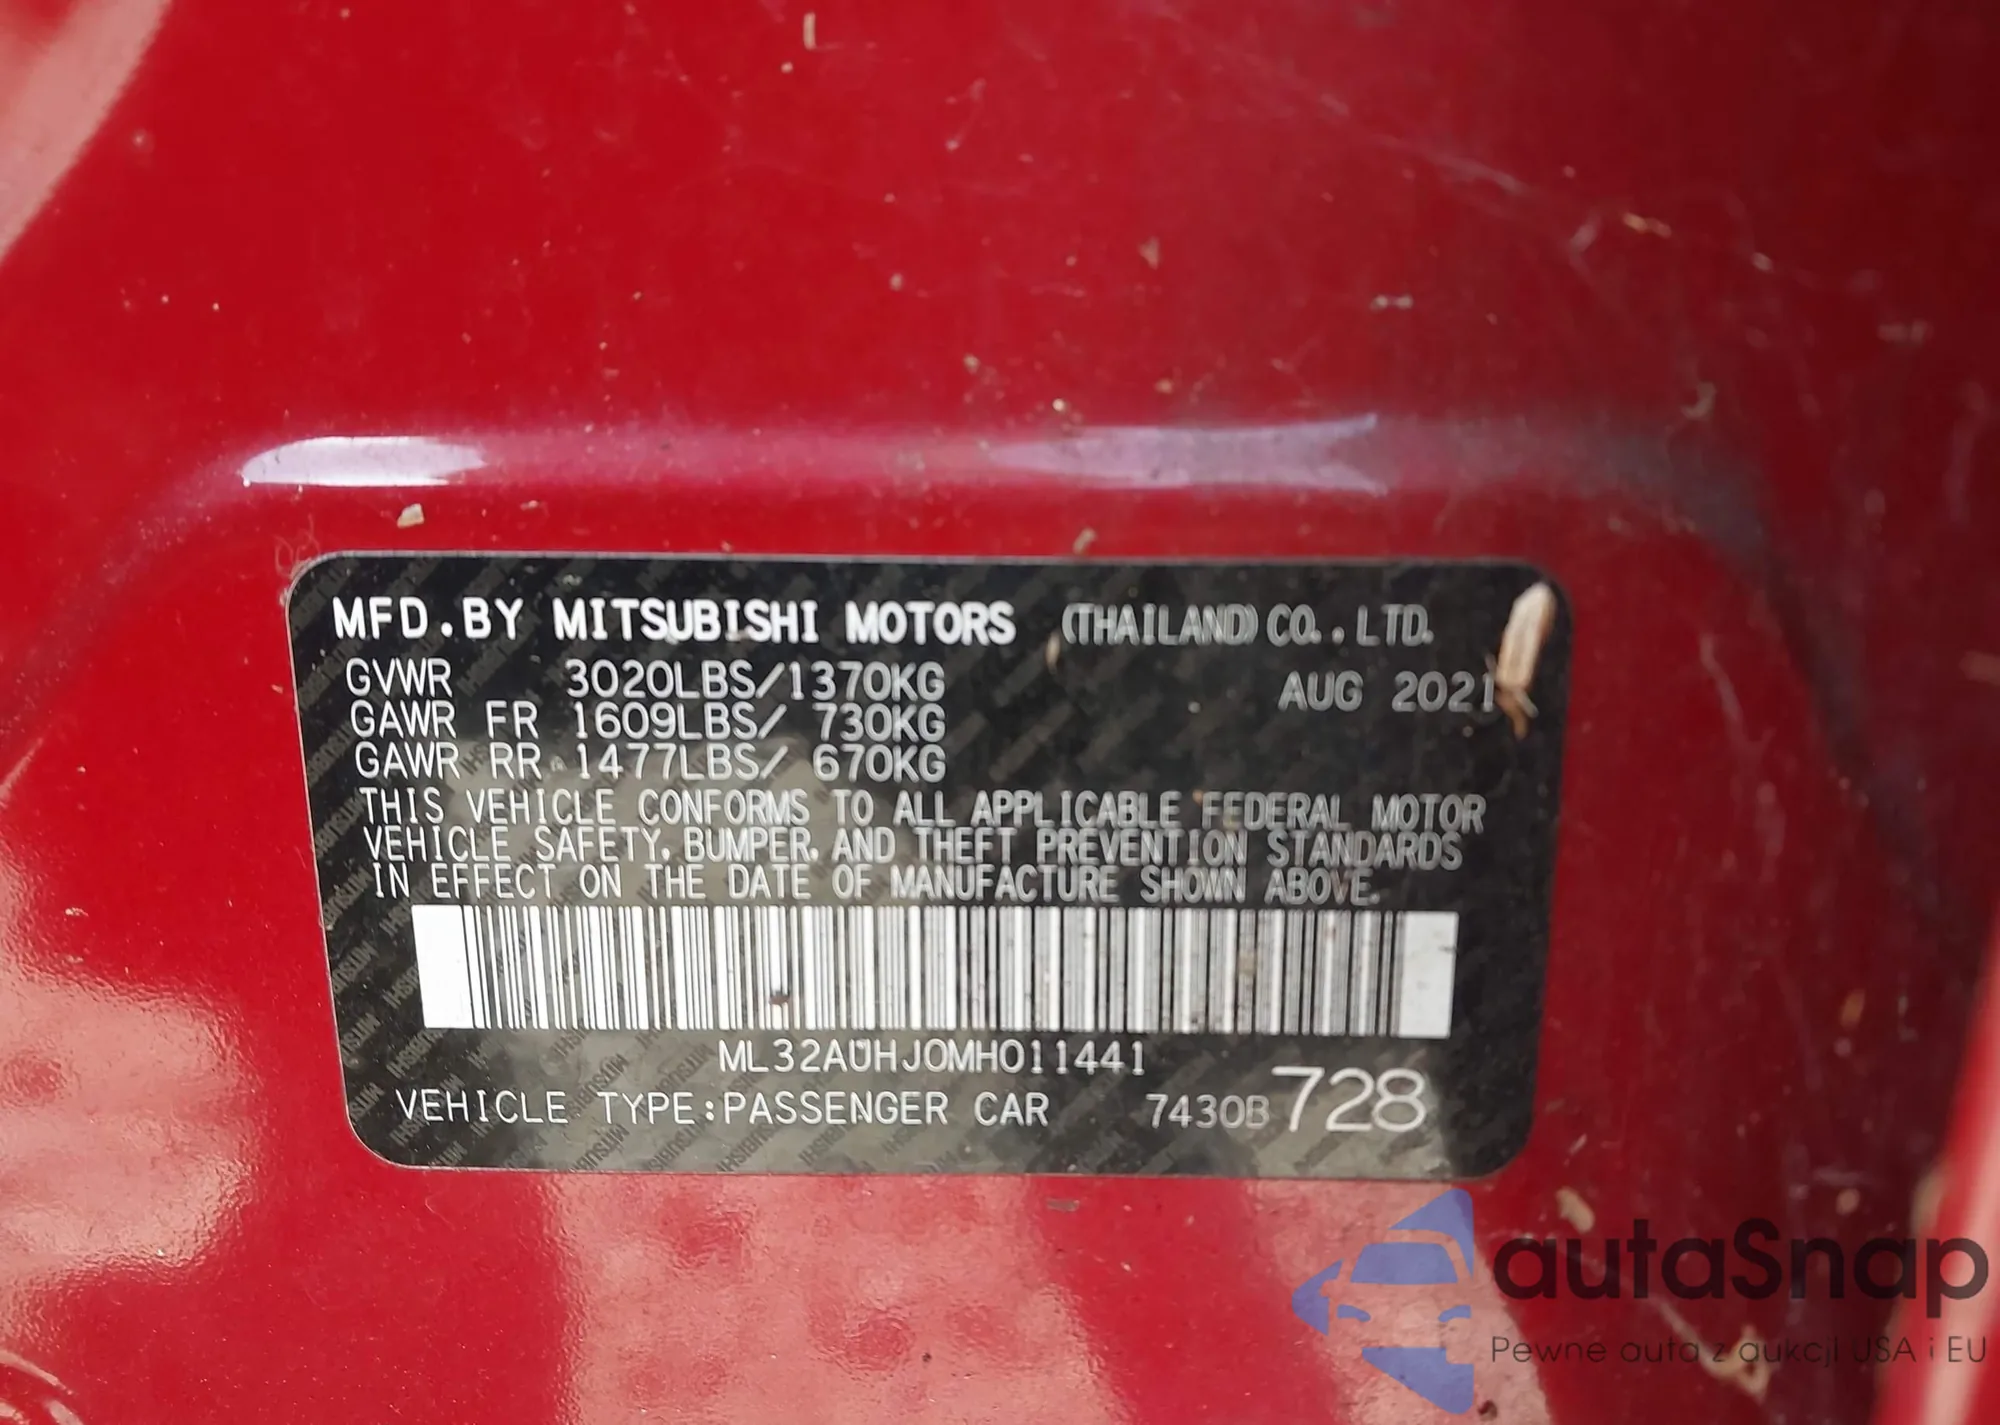 MFD.BY MITSUBISHI MOTORS (THAILAND)CO.,LTD.
GVWR 3020LBS/1370KG AUG 2021
GAWR FR 1609LBS/ 730KG
GAWR RR 1477LBS/ 670KG
THIS VEHICLE CONFORMS TO ALL APPLICABLE FEDERAL MOTOR
VEHICLE SAFETY, BUMPER, AND THEFT PREVENTION STANDARDS
IN EFFECT ON THE DATE OF MANUFACTURE SHOWN ABOVE.
ML32AUHJ0MH011441
VEHICLE TYPE:PASSENGER CAR 7430B 728
autaSnap
Pewne auta z aukcji USA i EU